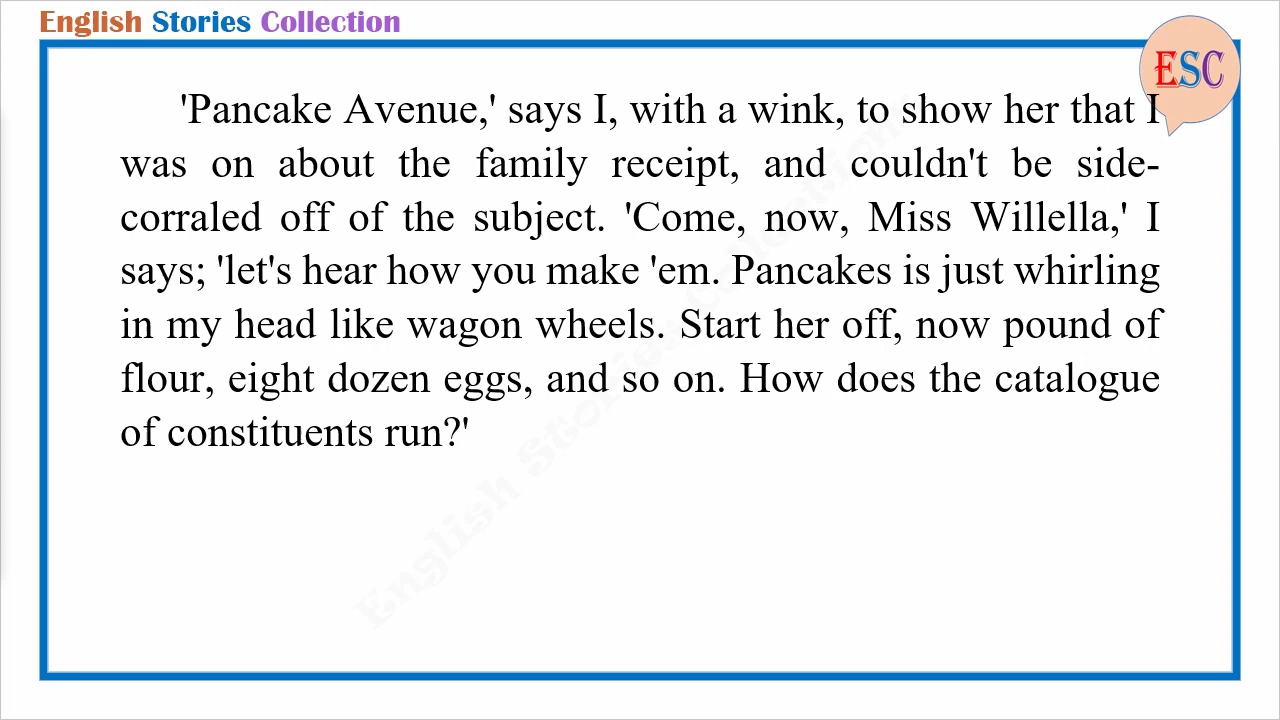 English Stories Collection
ESC
'Pancake Avenue,' says I, with a wink, to show her that I
was on about the family receipt, and couldn't be side-
corraled off of the subject. 'Come, now, Miss Willella,' I
says; 'let's hear how you make 'em. Pancakes is just whirling
in my head like wagon wheels. Start her off, now pound of
flour, eight dozen eggs, and so on. How does the catalogue
of constituents run?'
English Stories Collection